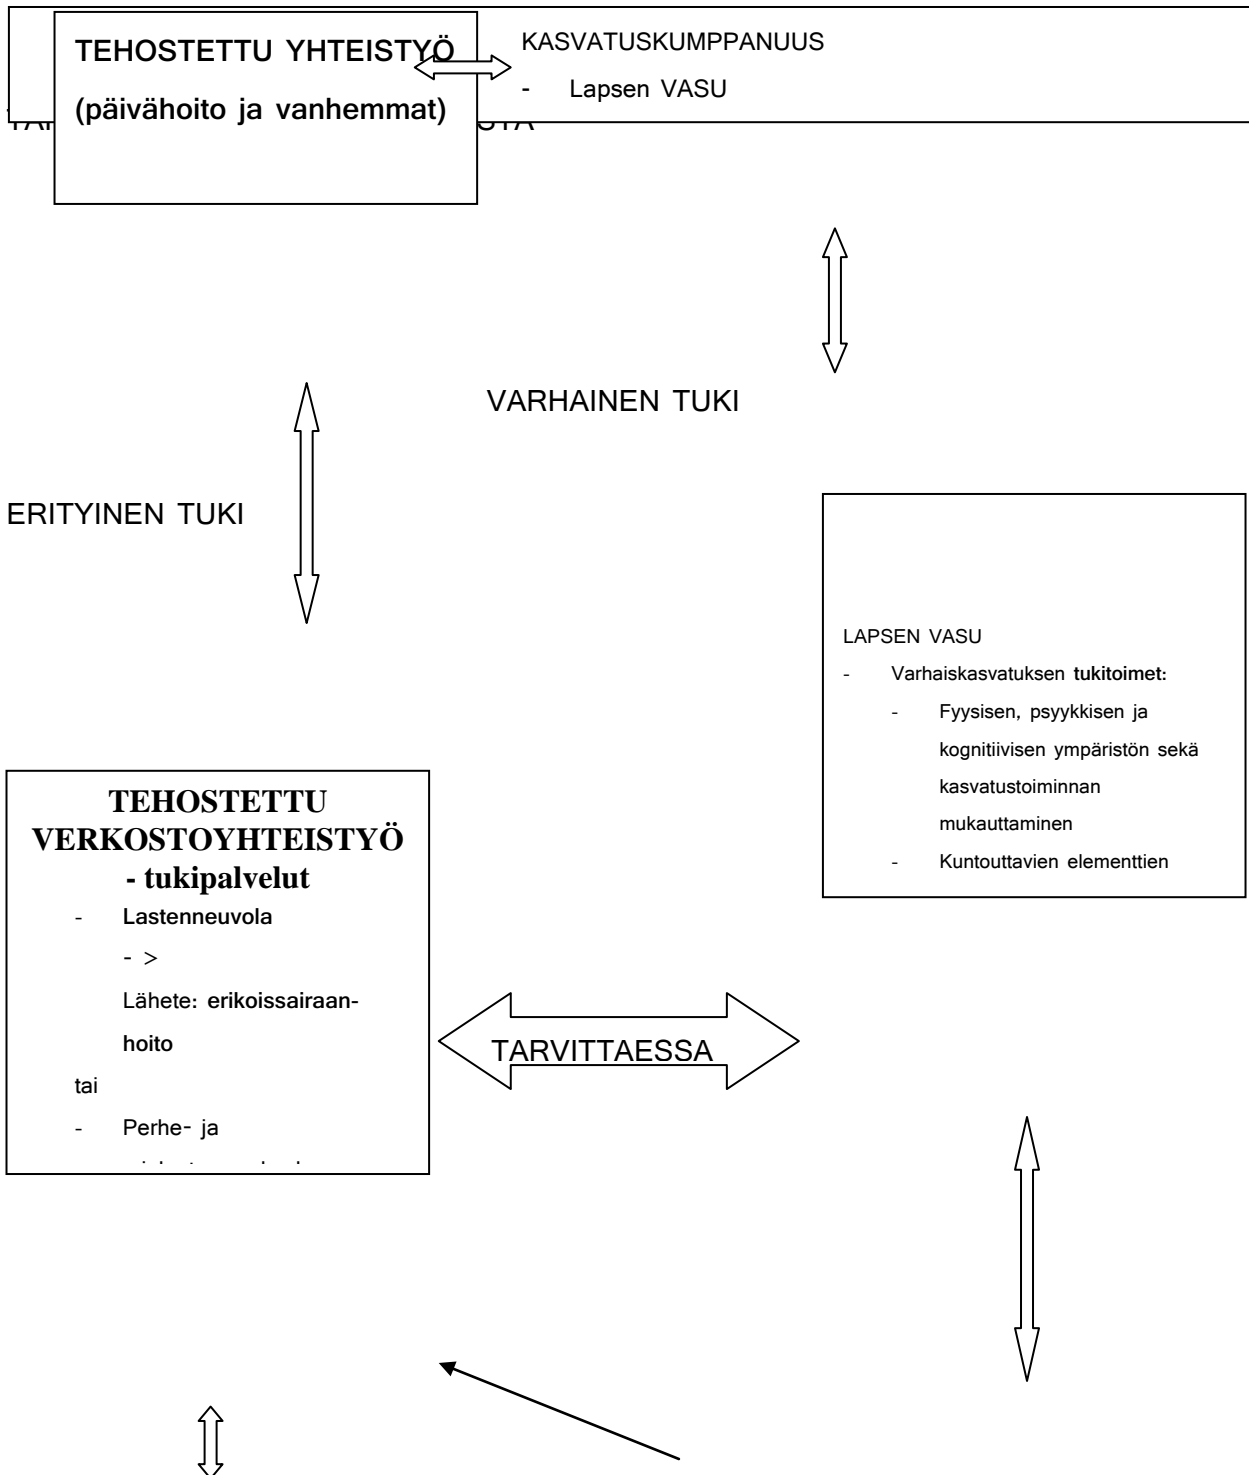 TEHOSTETTU YHTEISTYÖ
(päivähoito ja vanhemmat)
KASVATUSKUMPPANUUS
- Lapsen VASU
VARHAINEN TUKI
ERITYINEN TUKI
LAPSEN VASU
- Varhaiskasvatuksen tukitoimet:
- Fyysisen, psyykkisen ja
kognitiivisen ympäristön sekä
kasvatustoiminnan
mukauttaminen
- Kuntouttavien elementtien
TEHOSTETTU
VERKOSTOYHTEISTYÖ
- tukipalvelut
- Lastenneuvola
- >
Lähete: erikoissairaan-
hoito
tai
- Perhe- ja
TARVITTAESSA